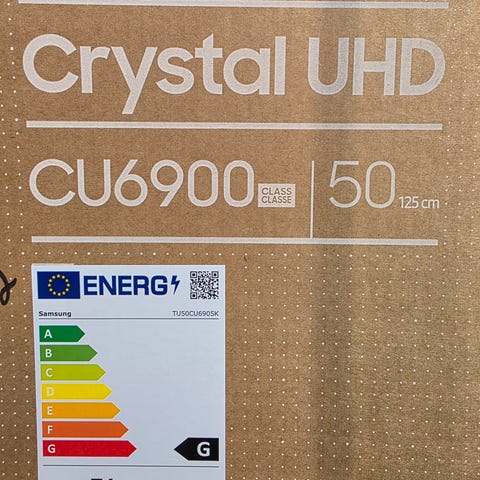 Crystal UHD
CU6900 CLASS CLASSE 50 125 cm
ENERG
Samsung TU50CU6905K
A
B
C
D
E
F
G G